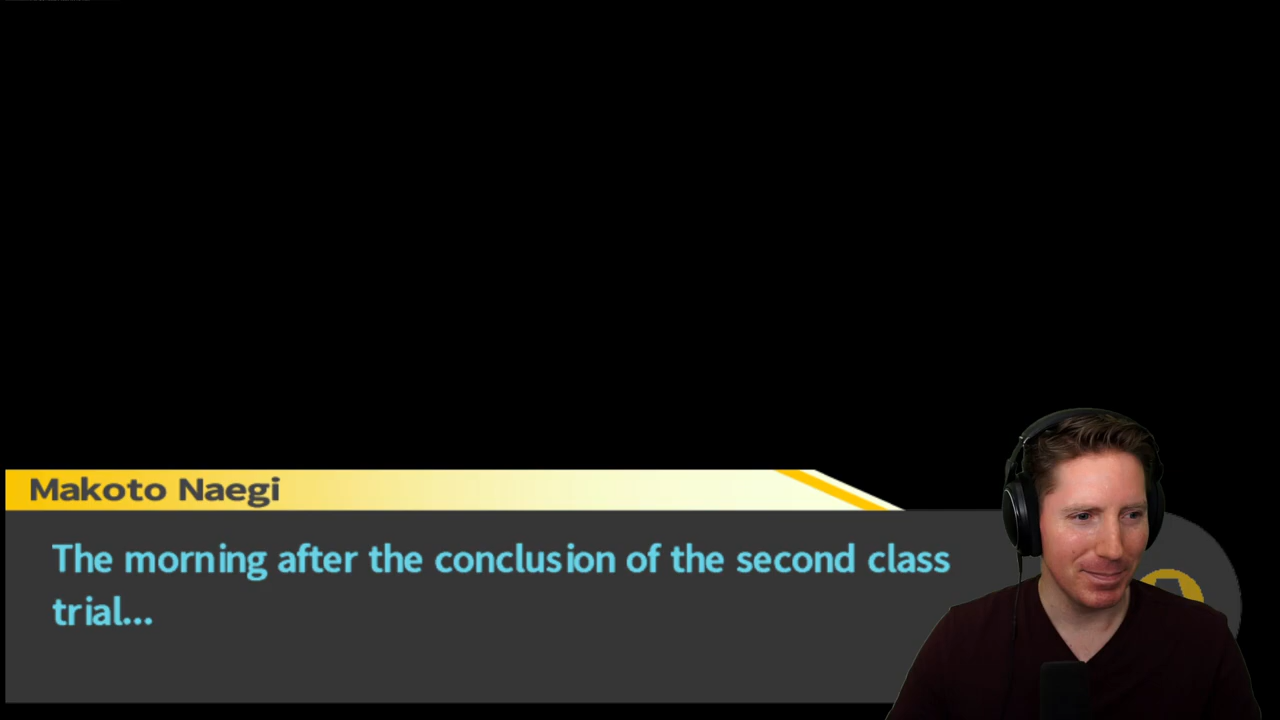 Makoto Naegi
The morning after the conclusion of the second class
trial...